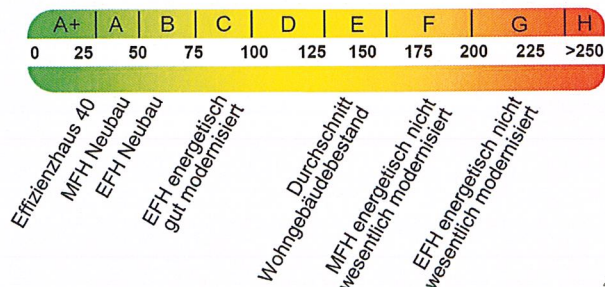 A+ A B C D E F G H
0 25 50 75 100 125 150 175 200 225 >250
Effizienzhaus 40
MFH Neubau
EFH Neubau
EFH energetisch
gut modernisiert
Durchschnitt
Wohngebäudebestand
MFH energetisch nicht
wesentlich modernisiert
EFH energetisch nicht
wesentlich modernisiert